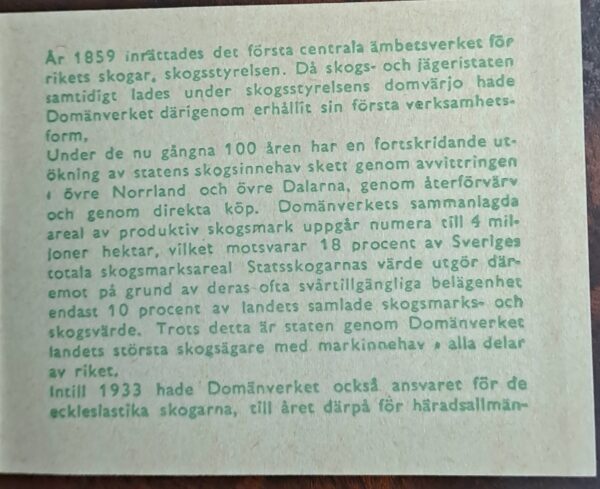 År 1859 inrättades det första centrala ämbetsverket för
rikets skogar, skogsstyrelsen. Då skogs- och jägeristaten
samtidigt lades under skogsstyrelsens domvärjo hade
Domänverket därigenom erhållit sin första verksamhets-
form.
Under de nu gångna 100 åren har en fortskridande ut-
ökning av statens skogsinnehav skett genom avvittringen
i övre Norrland och övre Dalarna, genom återförvärv
och genom direkta köp. Domänverkets sammanlagda
areal av produktiv skogsmark uppgår numera till 4 mil-
joner hektar, vilket motsvarar 18 procent av Sveriges
totala skogsmarksareal Statsskogarnas värde utgör där-
emot på grund av deras ofta svårtillgängliga belägenhet
endast 10 procent av landets samlade skogsmarks- och
skogsvärde. Trots detta är staten genom Domänverket
landets största skogsägare med markinnehav i alla delar
av riket.
Intill 1933 hade Domänverket också ansvaret för de
eckleslastika skogarna, till året därpå för häradsallmän-